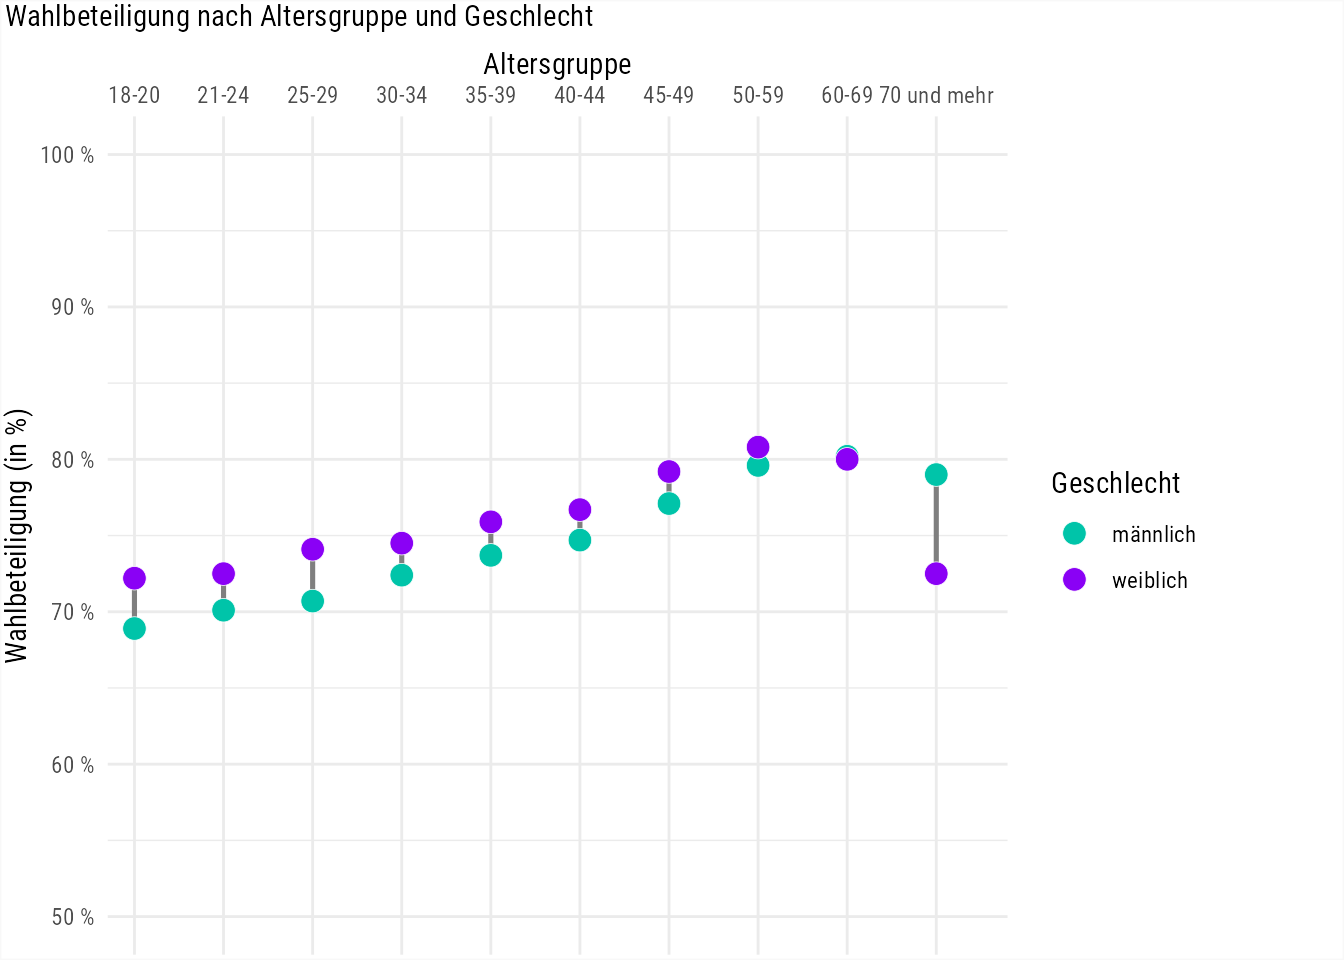 Wahlbeteiligung nach Altersgruppe und Geschlecht
Altersgruppe
18-20 21-24 25-29 30-34 35-39 40-44 45-49 50-59 60-69 70 und mehr
100 %
90 %
80 %
70 %
60 %
50 %
Wahlbeteiligung (in %)
Geschlecht
männlich
weiblich